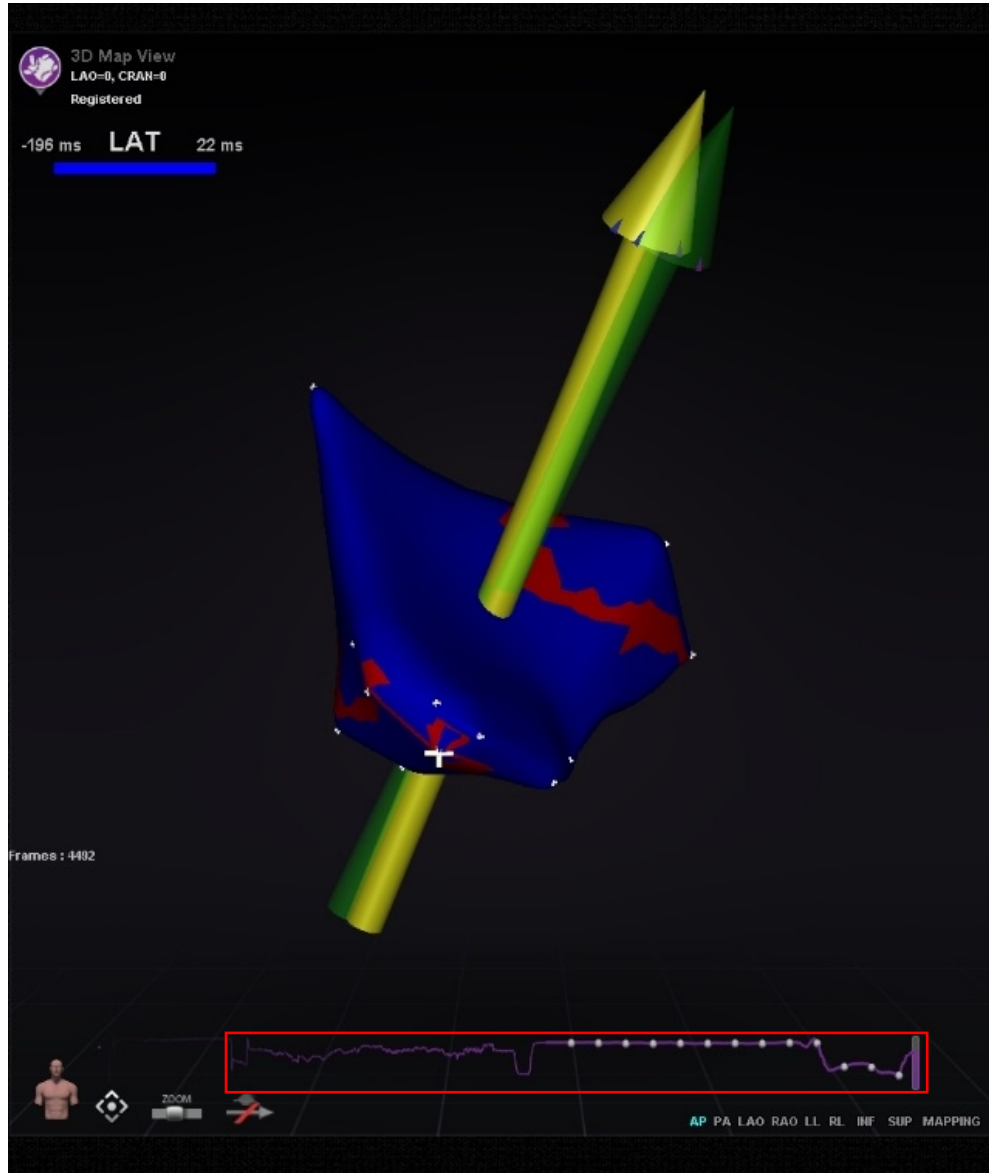 3D Map View
LAO=0, CRAN=0
Registered
-196 ms LAT 22 ms
Frames : 4492
ZOOM
AP PA LAO RAO LL RL INF SUP MAPPING